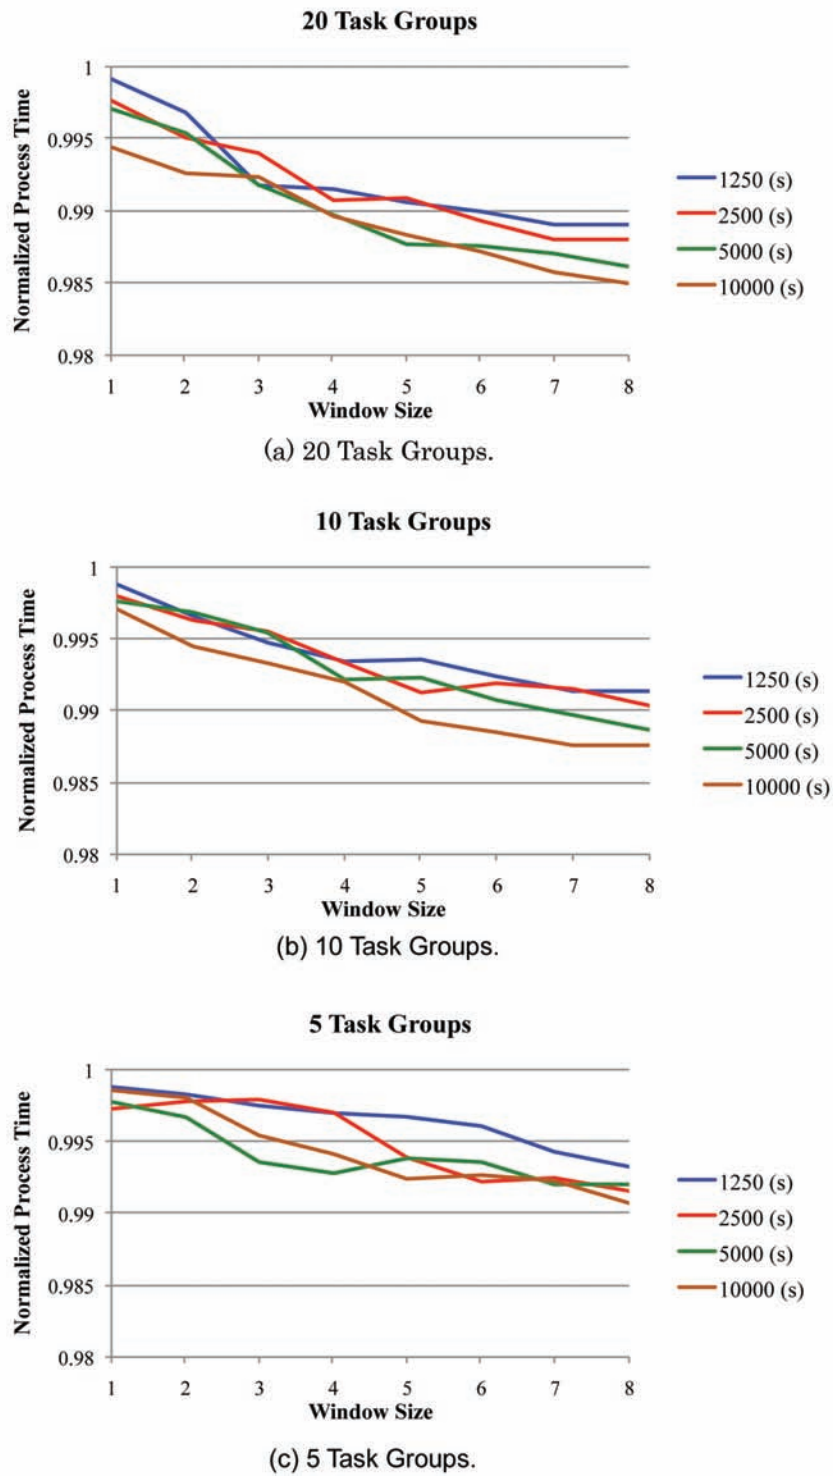 20 Task Groups
Normalized Process Time
1
0.995
0.99
0.985
0.98
1 2 3 4 5 6 7 8
Window Size
1250 (s)
2500 (s)
5000 (s)
10000 (s)
(a) 20 Task Groups.
10 Task Groups
Normalized Process Time
1
0.995
0.99
0.985
0.98
1 2 3 4 5 6 7 8
Window Size
1250 (s)
2500 (s)
5000 (s)
10000 (s)
(b) 10 Task Groups.
5 Task Groups
Normalized Process Time
1
0.995
0.99
0.985
0.98
1 2 3 4 5 6 7 8
Window Size
1250 (s)
2500 (s)
5000 (s)
10000 (s)
(c) 5 Task Groups.